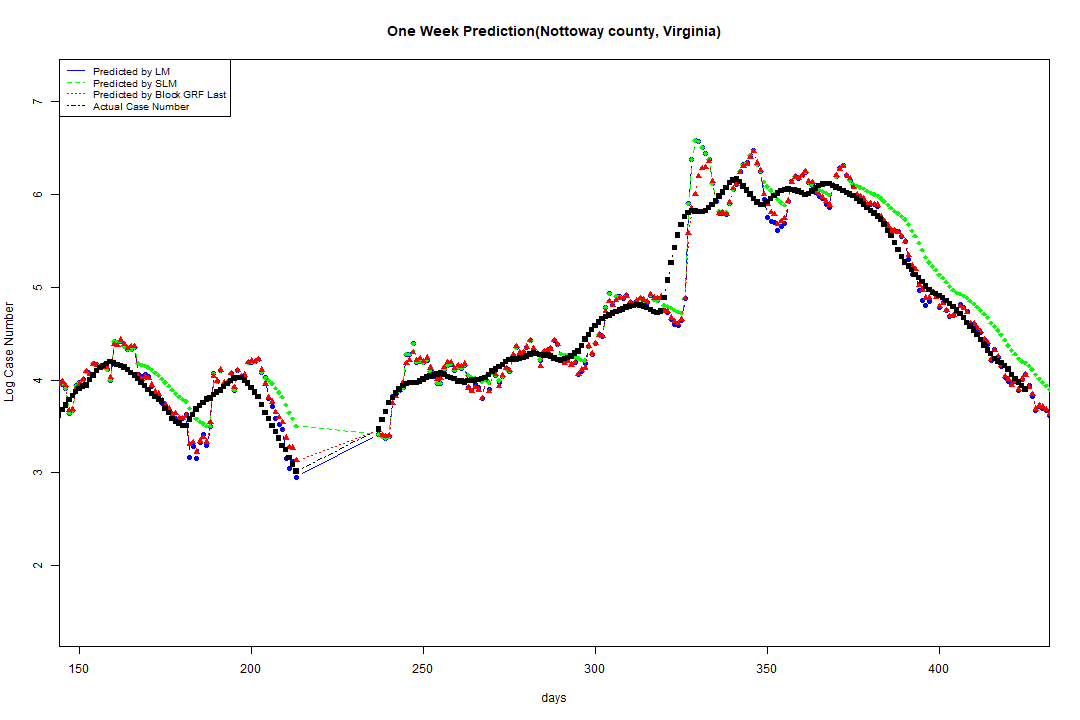 One Week Prediction(Nottoway county, Virginia)
Predicted by LM
Predicted by SLM
Predicted by Block GRF Last
Actual Case Number
7
6
5
4
3
2
Log Case Number
150 200 250 300 350 400
days